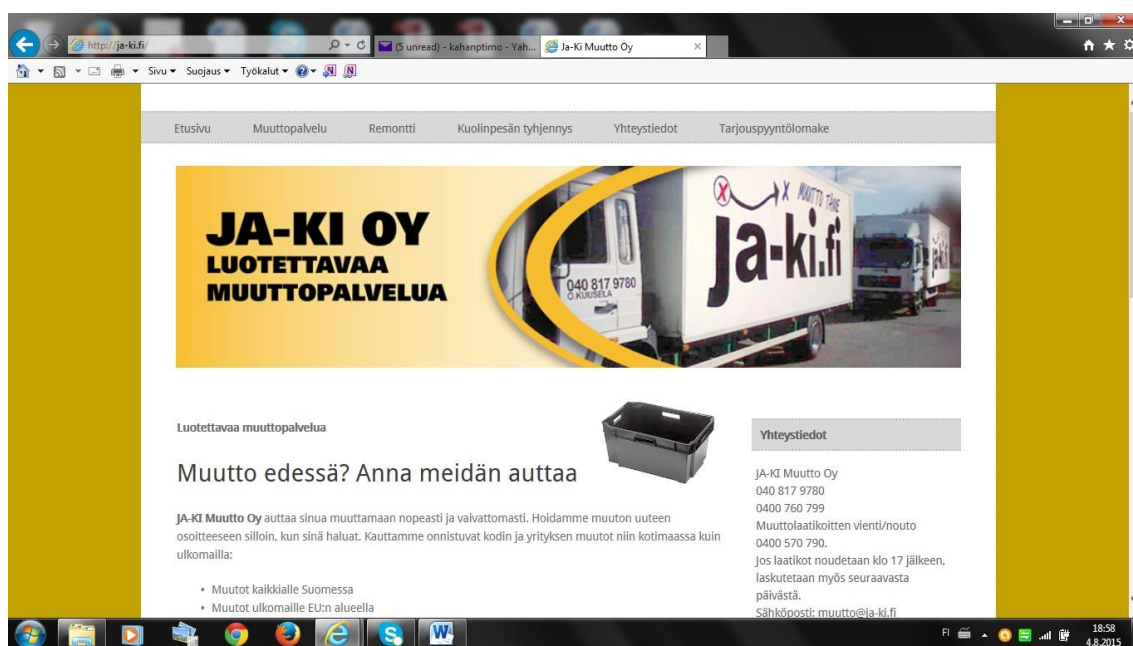 http://ja-ki.fi/
(5 unread) - kahanptimo - Yah...
Ja-Ki Muutto Oy
Sivu Suojaus Työkalut
Etusivu Muuttopalvelu Remontti Kuolinpesän tyhjennys Yhteystiedot Tarjouspyyntölomake
JA-KI OY
LUOTETTAVAA
MUUTTOPALVELUA
040 817 9780
O.KUUSELA
X X MUUTTO TÄNNE
ja-ki.fi
Luotettavaa muuttopalvelua
Muutto edessä? Anna meidän auttaa
JA-KI Muutto Oy auttaa sinua muuttamaan nopeasti ja vaivattomasti. Hoidamme muuton uuteen
osoitteeseen silloin, kun sinä haluat. Kauttamme onnistuvat kodin ja yrityksen muutot niin kotimaassa kuin
ulkomailla:
• Muutot kaikkialle Suomessa
• Muutot ulkomaille EU:n alueella
Yhteystiedot
JA-KI Muutto Oy
040 817 9780
0400 760 799
Muuttolaatikoitten vienti/nouto
0400 570 790.
Jos laatikot noudetaan klo 17 jälkeen,
laskutetaan myös seuraavasta
päivästä.
Sähköposti: muutto@ja-ki.fi
FI
18:58
4.8.2015